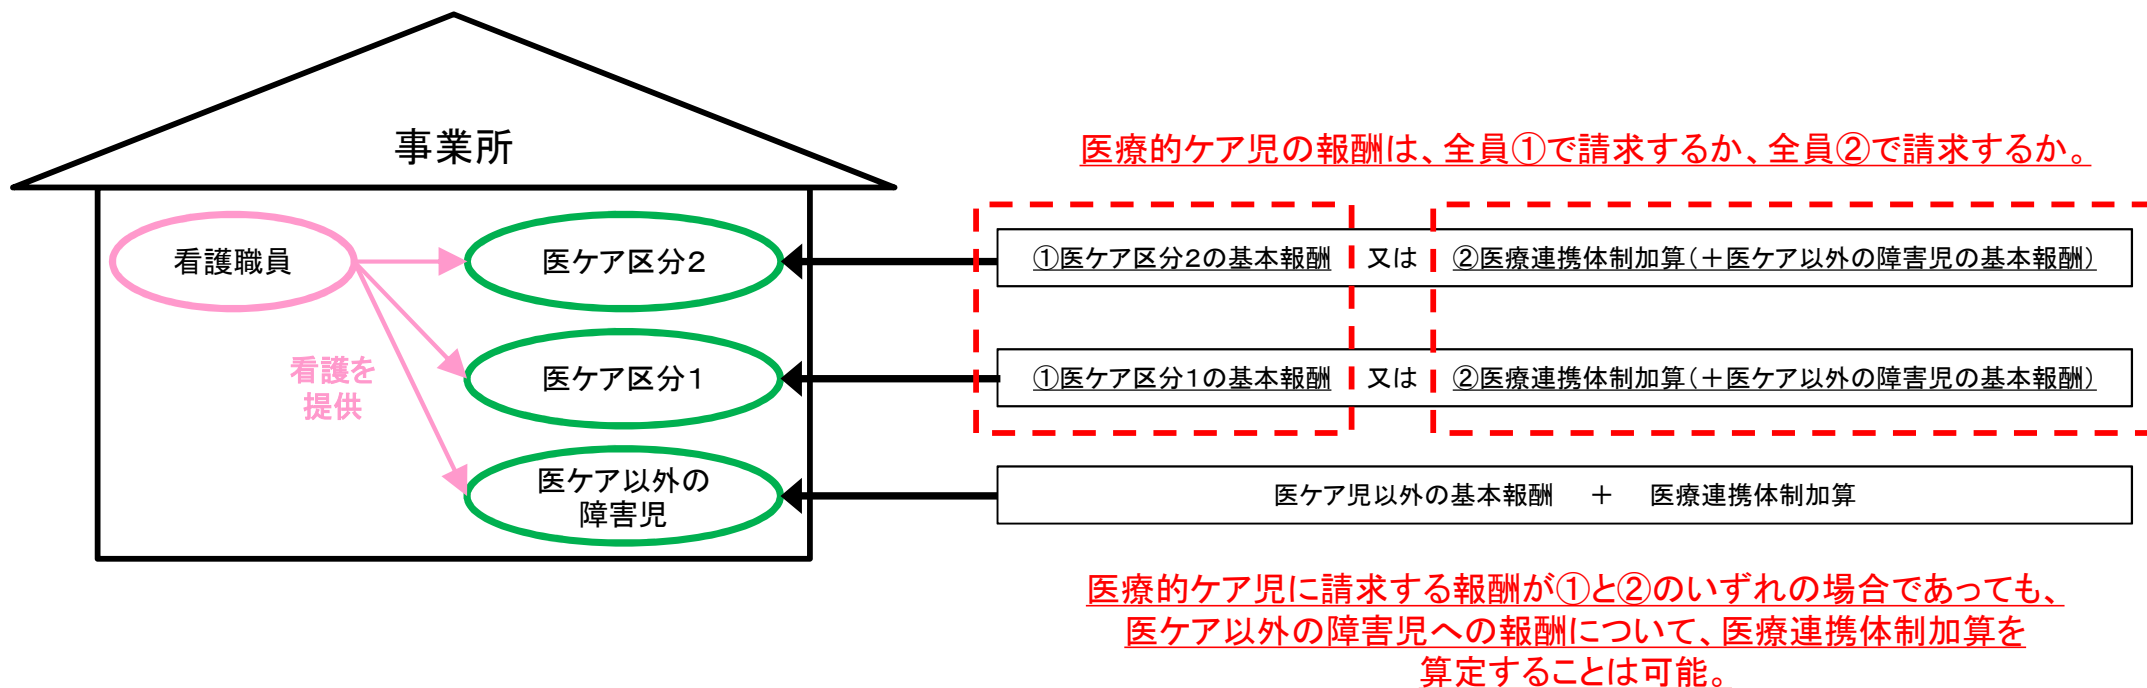 事業所
医療的ケア児の報酬は、全員①で請求するか、全員②で請求するか。
看護職員
医ケア区分2
①医ケア区分2の基本報酬 又は ②医療連携体制加算(+医ケア以外の障害児の基本報酬)
看護を
提供
医ケア区分1
①医ケア区分1の基本報酬 又は ②医療連携体制加算(+医ケア以外の障害児の基本報酬)
医ケア以外の
障害児
医ケア児以外の基本報酬 + 医療連携体制加算
医療的ケア児に請求する報酬が①と②のいずれの場合であっても、
医ケア以外の障害児への報酬について、医療連携体制加算を
算定することは可能。